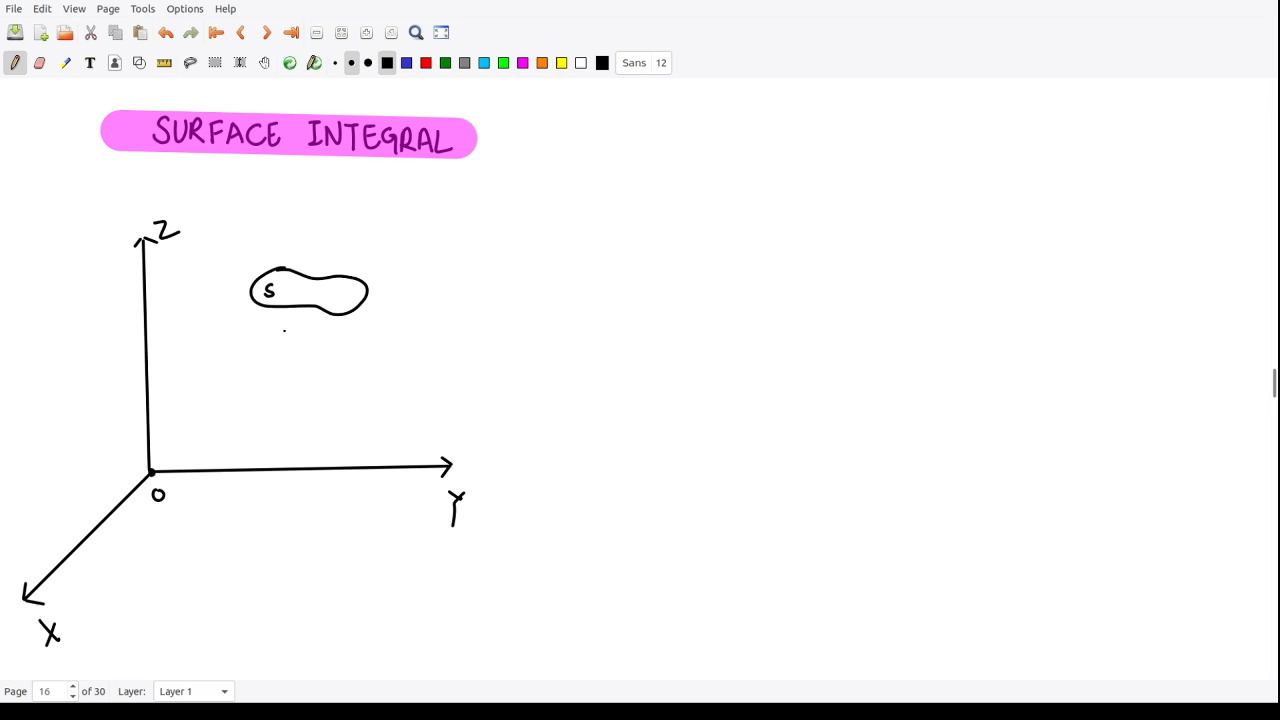 File Edit View Page Tools Options Help
T Sans 12
SURFACE INTEGRAL
Z
S
O
Y
X
Page 16 of 30 Layer: Layer 1